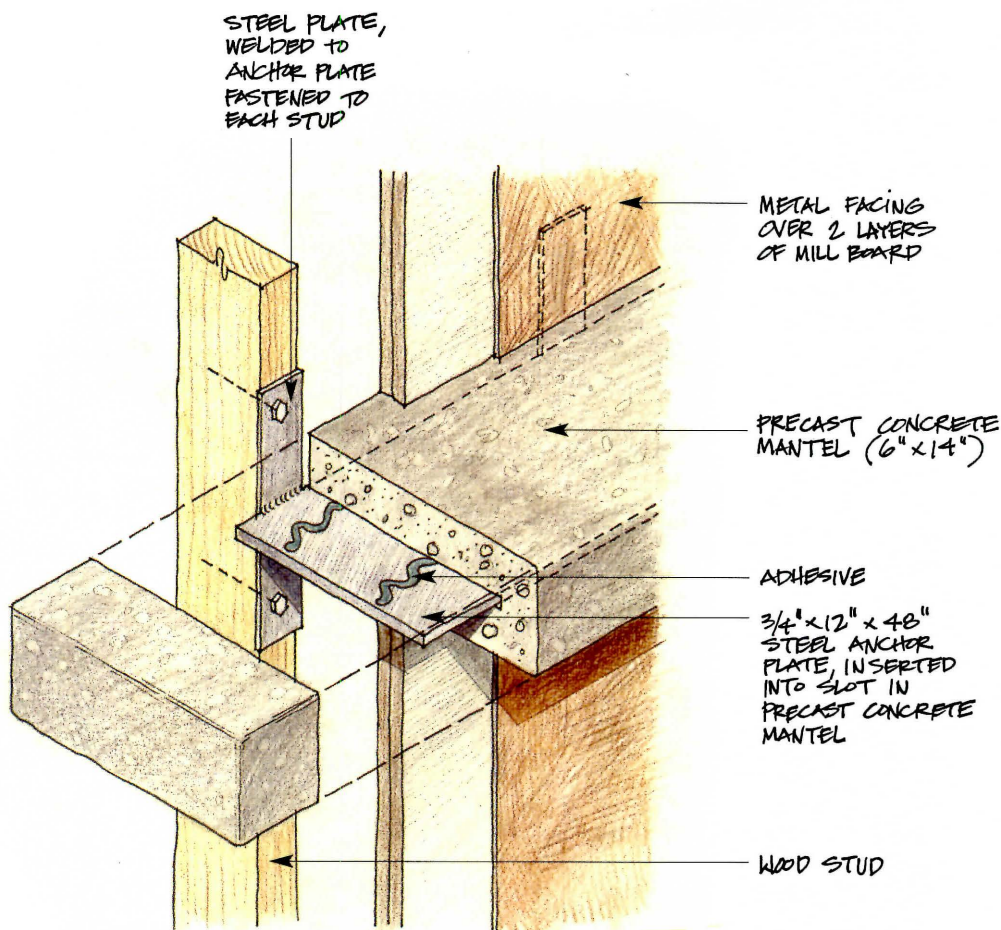 STEEL PLATE,
WELDED TO
ANCHOR PLATE
FASTENED TO
EACH STUD
METAL FACING
OVER 2 LAYERS
OF MILL BOARD
PRECAST CONCRETE
MANTEL (6" x 14")
ADHESIVE
3/4" x 12" x 48"
STEEL ANCHOR
PLATE, INSERTED
INTO SLOT IN
PRECAST CONCRETE
MANTEL
WOOD STUD